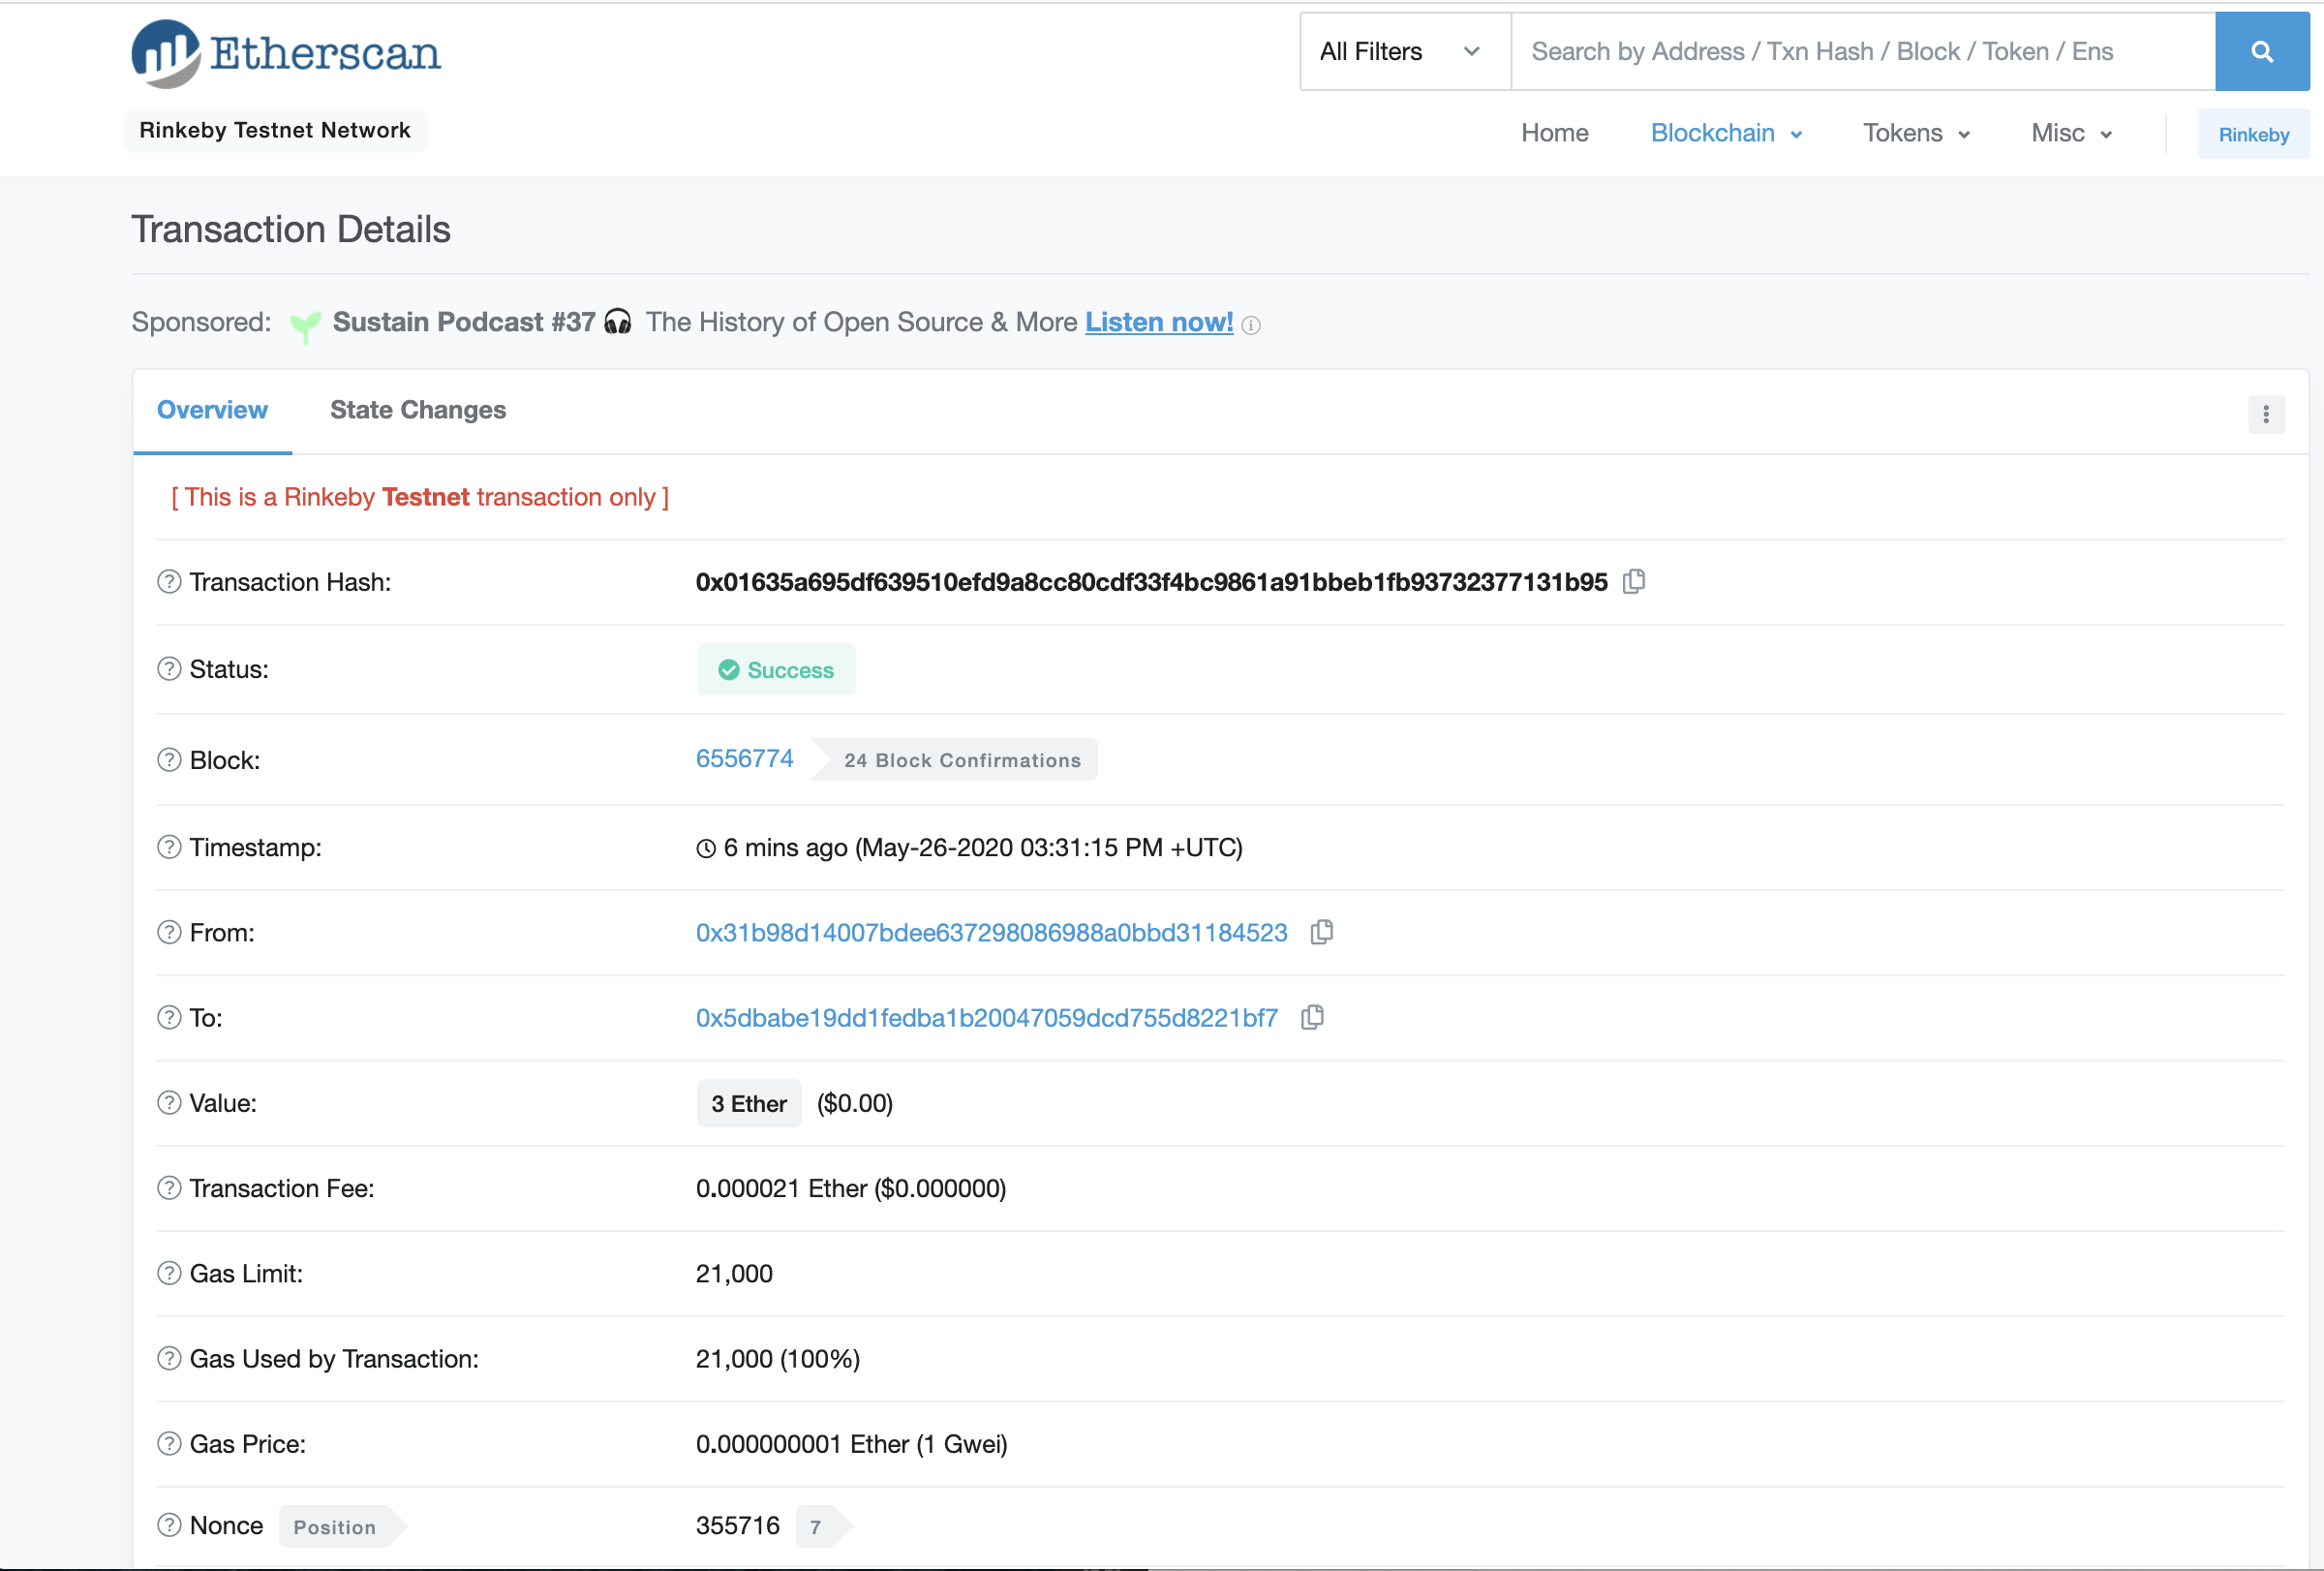 Etherscan
All Filters
Search by Address / Txn Hash / Block / Token / Ens
Rinkeby Testnet Network
Home Blockchain Tokens Misc Rinkeby
Transaction Details
Sponsored: Sustain Podcast #37 The History of Open Source & More Listen now!
Overview State Changes
[ This is a Rinkeby Testnet transaction only ]
Transaction Hash: 0x01635a695df639510efd9a8cc80cdf33f4bc9861a91bbeb1fb93732377131b95
Status: Success
Block: 6556774 24 Block Confirmations
Timestamp: 6 mins ago (May-26-2020 03:31:15 PM +UTC)
From: 0x31b98d14007bdee637298086988a0bbd31184523
To: 0x5dbabe19dd1fedba1b20047059dcd755d8221bf7
Value: 3 Ether ($0.00)
Transaction Fee: 0.000021 Ether ($0.000000)
Gas Limit: 21,000
Gas Used by Transaction: 21,000 (100%)
Gas Price: 0.000000001 Ether (1 Gwei)
Nonce Position 355716 7